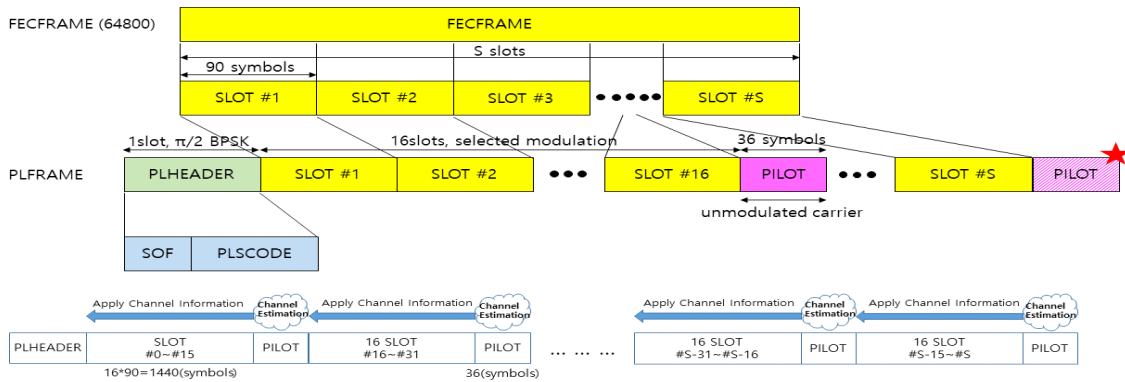 FECFRAME (64800)
FECFRAME
S slots
90 symbols
SLOT #1
SLOT #2
SLOT #3
SLOT #S
1slot, π/2 BPSK
16slots, selected modulation
36 symbols
PLFRAME
PLHEADER
SLOT #1
SLOT #2
SLOT #16
PILOT
SLOT #S
PILOT
unmodulated carrier
SOF
PLSCODE
Apply Channel Information
Channel
Estimation
Apply Channel Information
Channel
Estimation
Apply Channel Information
Channel
Estimation
Apply Channel Information
Channel
Estimation
PLHEADER
SLOT
#0~#15
PILOT
16 SLOT
#16~#31
PILOT
... ... ...
16 SLOT
#S-31~#S-16
PILOT
16 SLOT
#S-15~#S
PILOT
16*90=1440(symbols)
36(symbols)